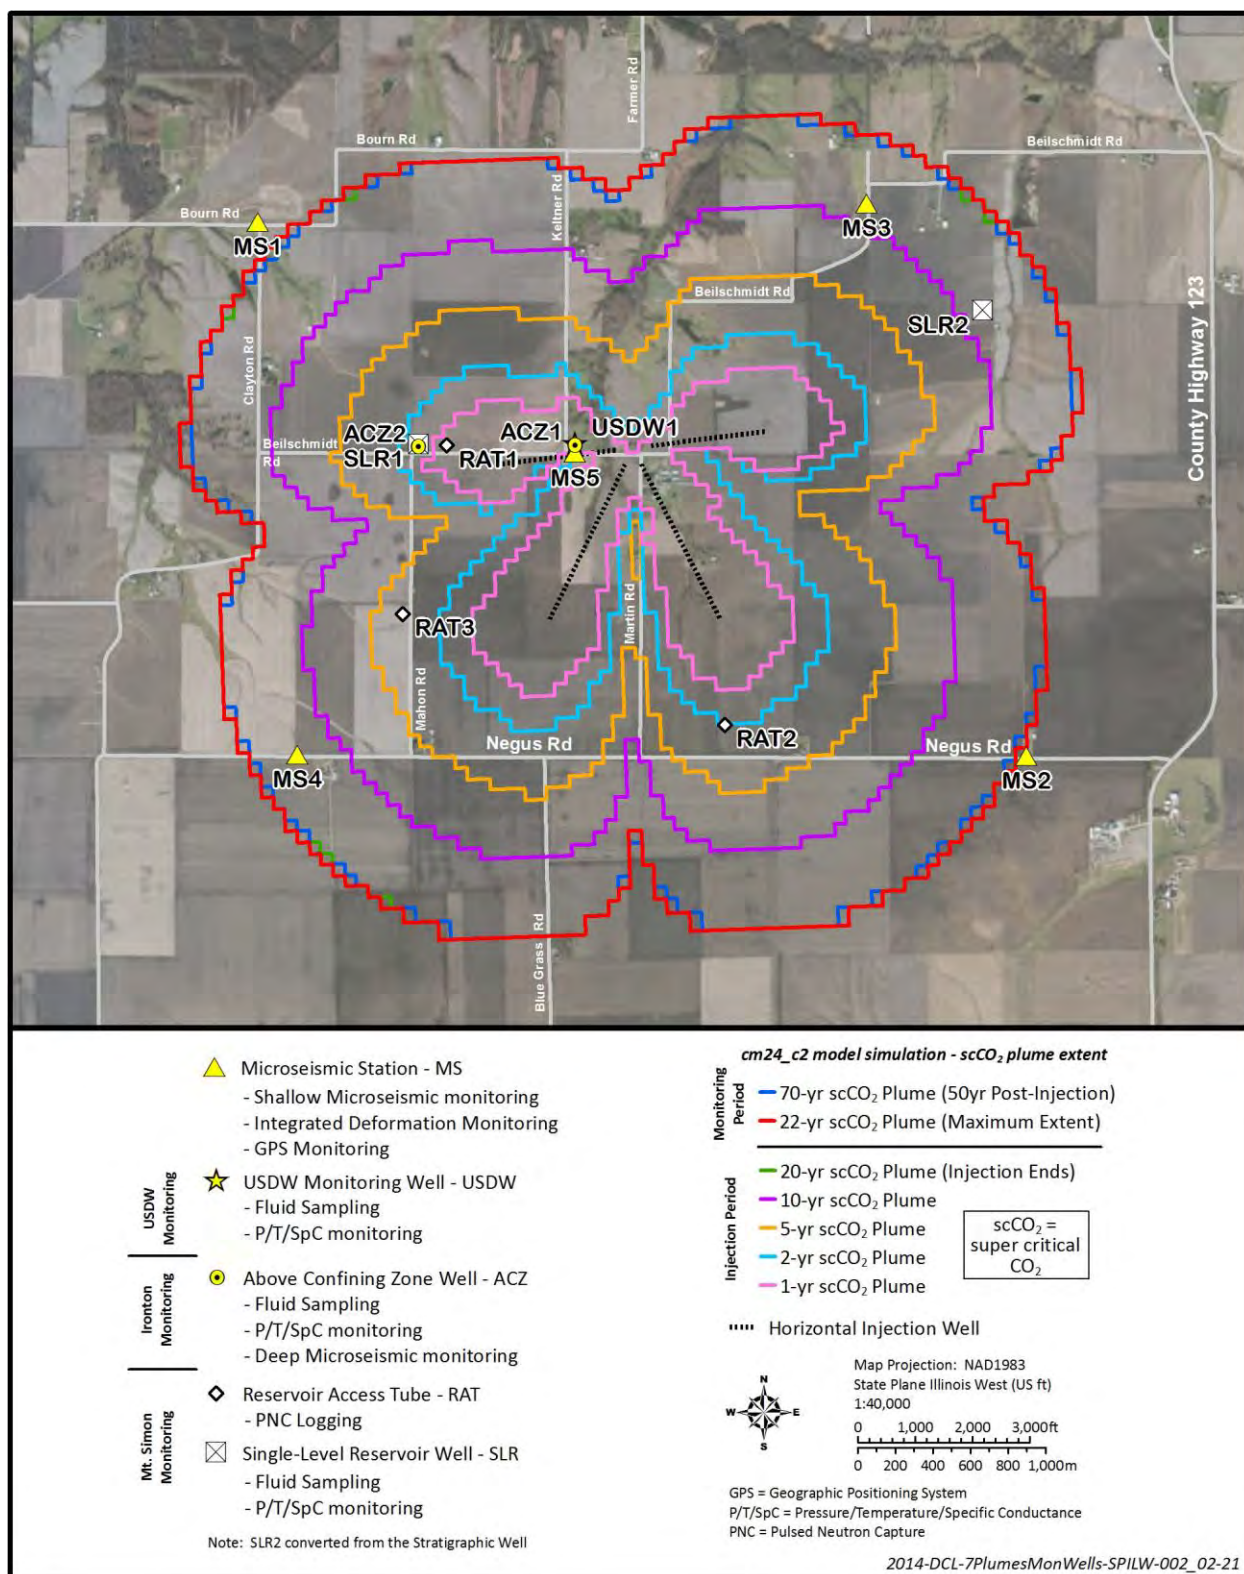 Farmer Rd
Bourn Rd
Beilschmidt Rd
Keltner Rd
Bourn Rd
MS1
MS3
Beilschmidt Rd
SLR2
County Highway 123
Clayton Rd
Beilschmidt
Rd
ACZ2
SLR1
RAT1
ACZ1
USDW1
MS5
Martin Rd
RAT3
Mahon Rd
RAT2
Negus Rd
Negus Rd
MS4
MS2
Blue Grass Rd
Microseismic Station - MS
- Shallow Microseismic monitoring
- Integrated Deformation Monitoring
- GPS Monitoring
USDW
Monitoring
USDW Monitoring Well - USDW
- Fluid Sampling
- P/T/SpC monitoring
Ironton
Monitoring
Above Confining Zone Well - ACZ
- Fluid Sampling
- P/T/SpC monitoring
- Deep Microseismic monitoring
Mt. Simon
Monitoring
Reservoir Access Tube - RAT
- PNC Logging
Single-Level Reservoir Well - SLR
- Fluid Sampling
- P/T/SpC monitoring
Note: SLR2 converted from the Stratigraphic Well
cm24_c2 model simulation - scCO₂ plume extent
Monitoring
Period
70-yr scCO₂ Plume (50yr Post-Injection)
22-yr scCO₂ Plume (Maximum Extent)
Injection Period
20-yr scCO₂ Plume (Injection Ends)
10-yr scCO₂ Plume
5-yr scCO₂ Plume
2-yr scCO₂ Plume
1-yr scCO₂ Plume
scCO₂ =
super critical
CO₂
Horizontal Injection Well
N
W E
S
Map Projection: NAD1983
State Plane Illinois West (US ft)
1:40,000
0 1,000 2,000 3,000ft
0 200 400 600 800 1,000m
GPS = Geographic Positioning System
P/T/SpC = Pressure/Temperature/Specific Conductance
PNC = Pulsed Neutron Capture
2014-DCL-7PlumesMonWells-SPILW-002_02-21